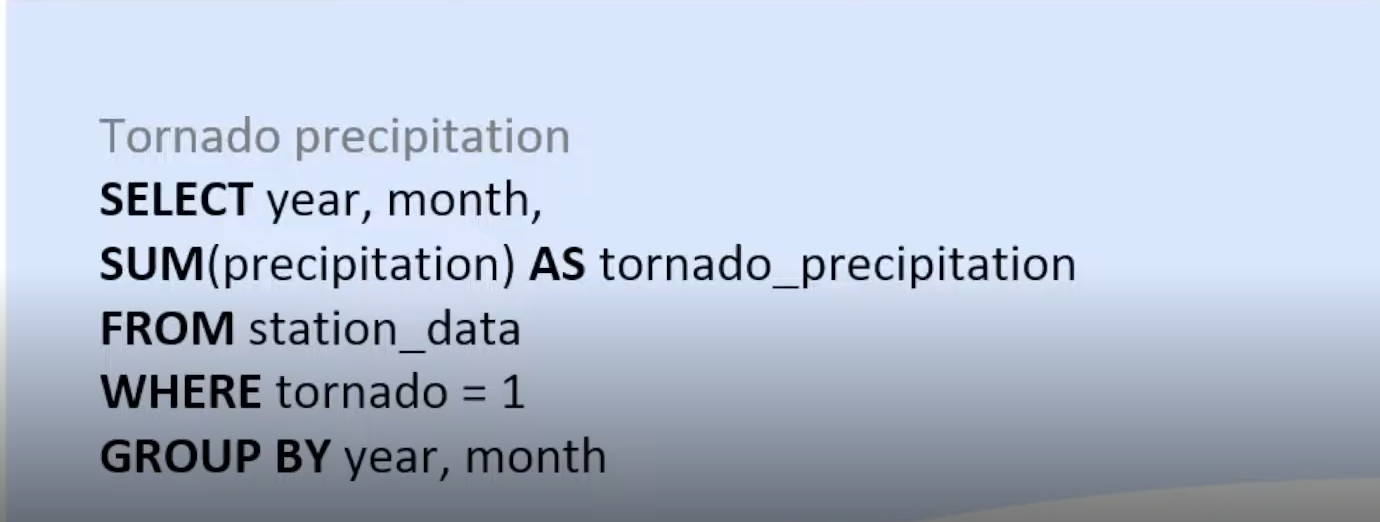 Tornado precipitation
SELECT year, month,
SUM(precipitation) AS tornado_precipitation
FROM station_data
WHERE tornado = 1
GROUP BY year, month